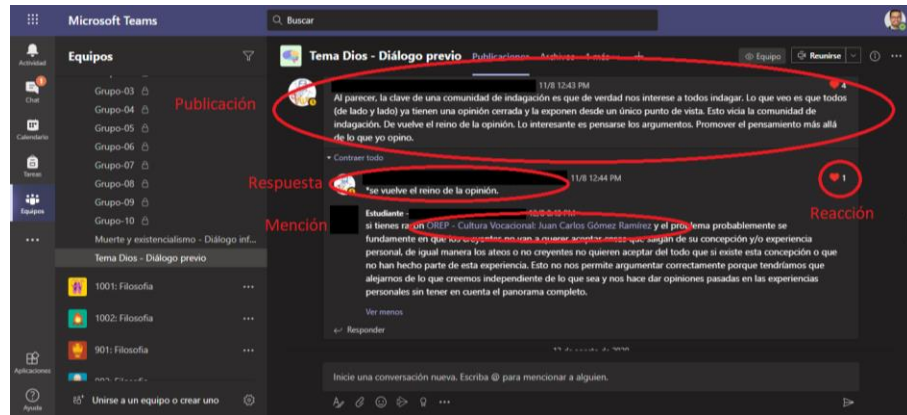 Microsoft Teams
Buscar
Actividad
Chat
Calendario
Tareas
Equipos
Aplicaciones
Ayuda
Equipos
Grupo-03
Grupo-04
Grupo-05
Grupo-06
Grupo-07
Grupo-08
Grupo-09
Grupo-10
Muerte y existencialismo - Diálogo inf...
Tema Dios - Diálogo previo
1001: Filosofia
1002: Filosofia
901: Filosofia
Unirse a un equipo o crear uno
Tema Dios - Diálogo previo Publicaciones Archivos 1 más
Equipo
Reunirse
Publicación
11/8 12:43 PM
4
Al parecer, la clave de una comunidad de indagación es que de verdad nos interese a todos indagar. Lo que veo es que todos
(de lado y lado) ya tienen una opinión cerrada y la exponen desde un único punto de vista. Esto vicia la comunidad de
indagación. De vuelve el reino de la opinión. Lo interesante es pensarse los argumentos. Promover el pensamiento más allá
de lo que yo opino.
Contraer todo
Respuesta
11/8 12:44 PM
1
*se vuelve el reino de la opinión.
Reacción
Mención
Estudiante -
si tienes razon OREP - Cultura Vocacional: Juan Carlos Gómez Ramírez y el problema probablemente se
fundamente en que los creyentes no van a querer aceptar cosas que salgan de su concepción y/o experiencia
personal, de igual manera los ateos o no creyentes no quieren aceptar del todo que si existe esta concepción o que
no han hecho parte de esta experiencia. Esto no nos permite argumentar correctamente porque tendríamos que
alejarnos de lo que creemos independiente de lo que sea y nos hace dar opiniones pasadas en las experiencias
personales sin tener en cuenta el panorama completo.
Ver menos
Responder
Inicie una conversación nueva. Escriba @ para mencionar a alguien.